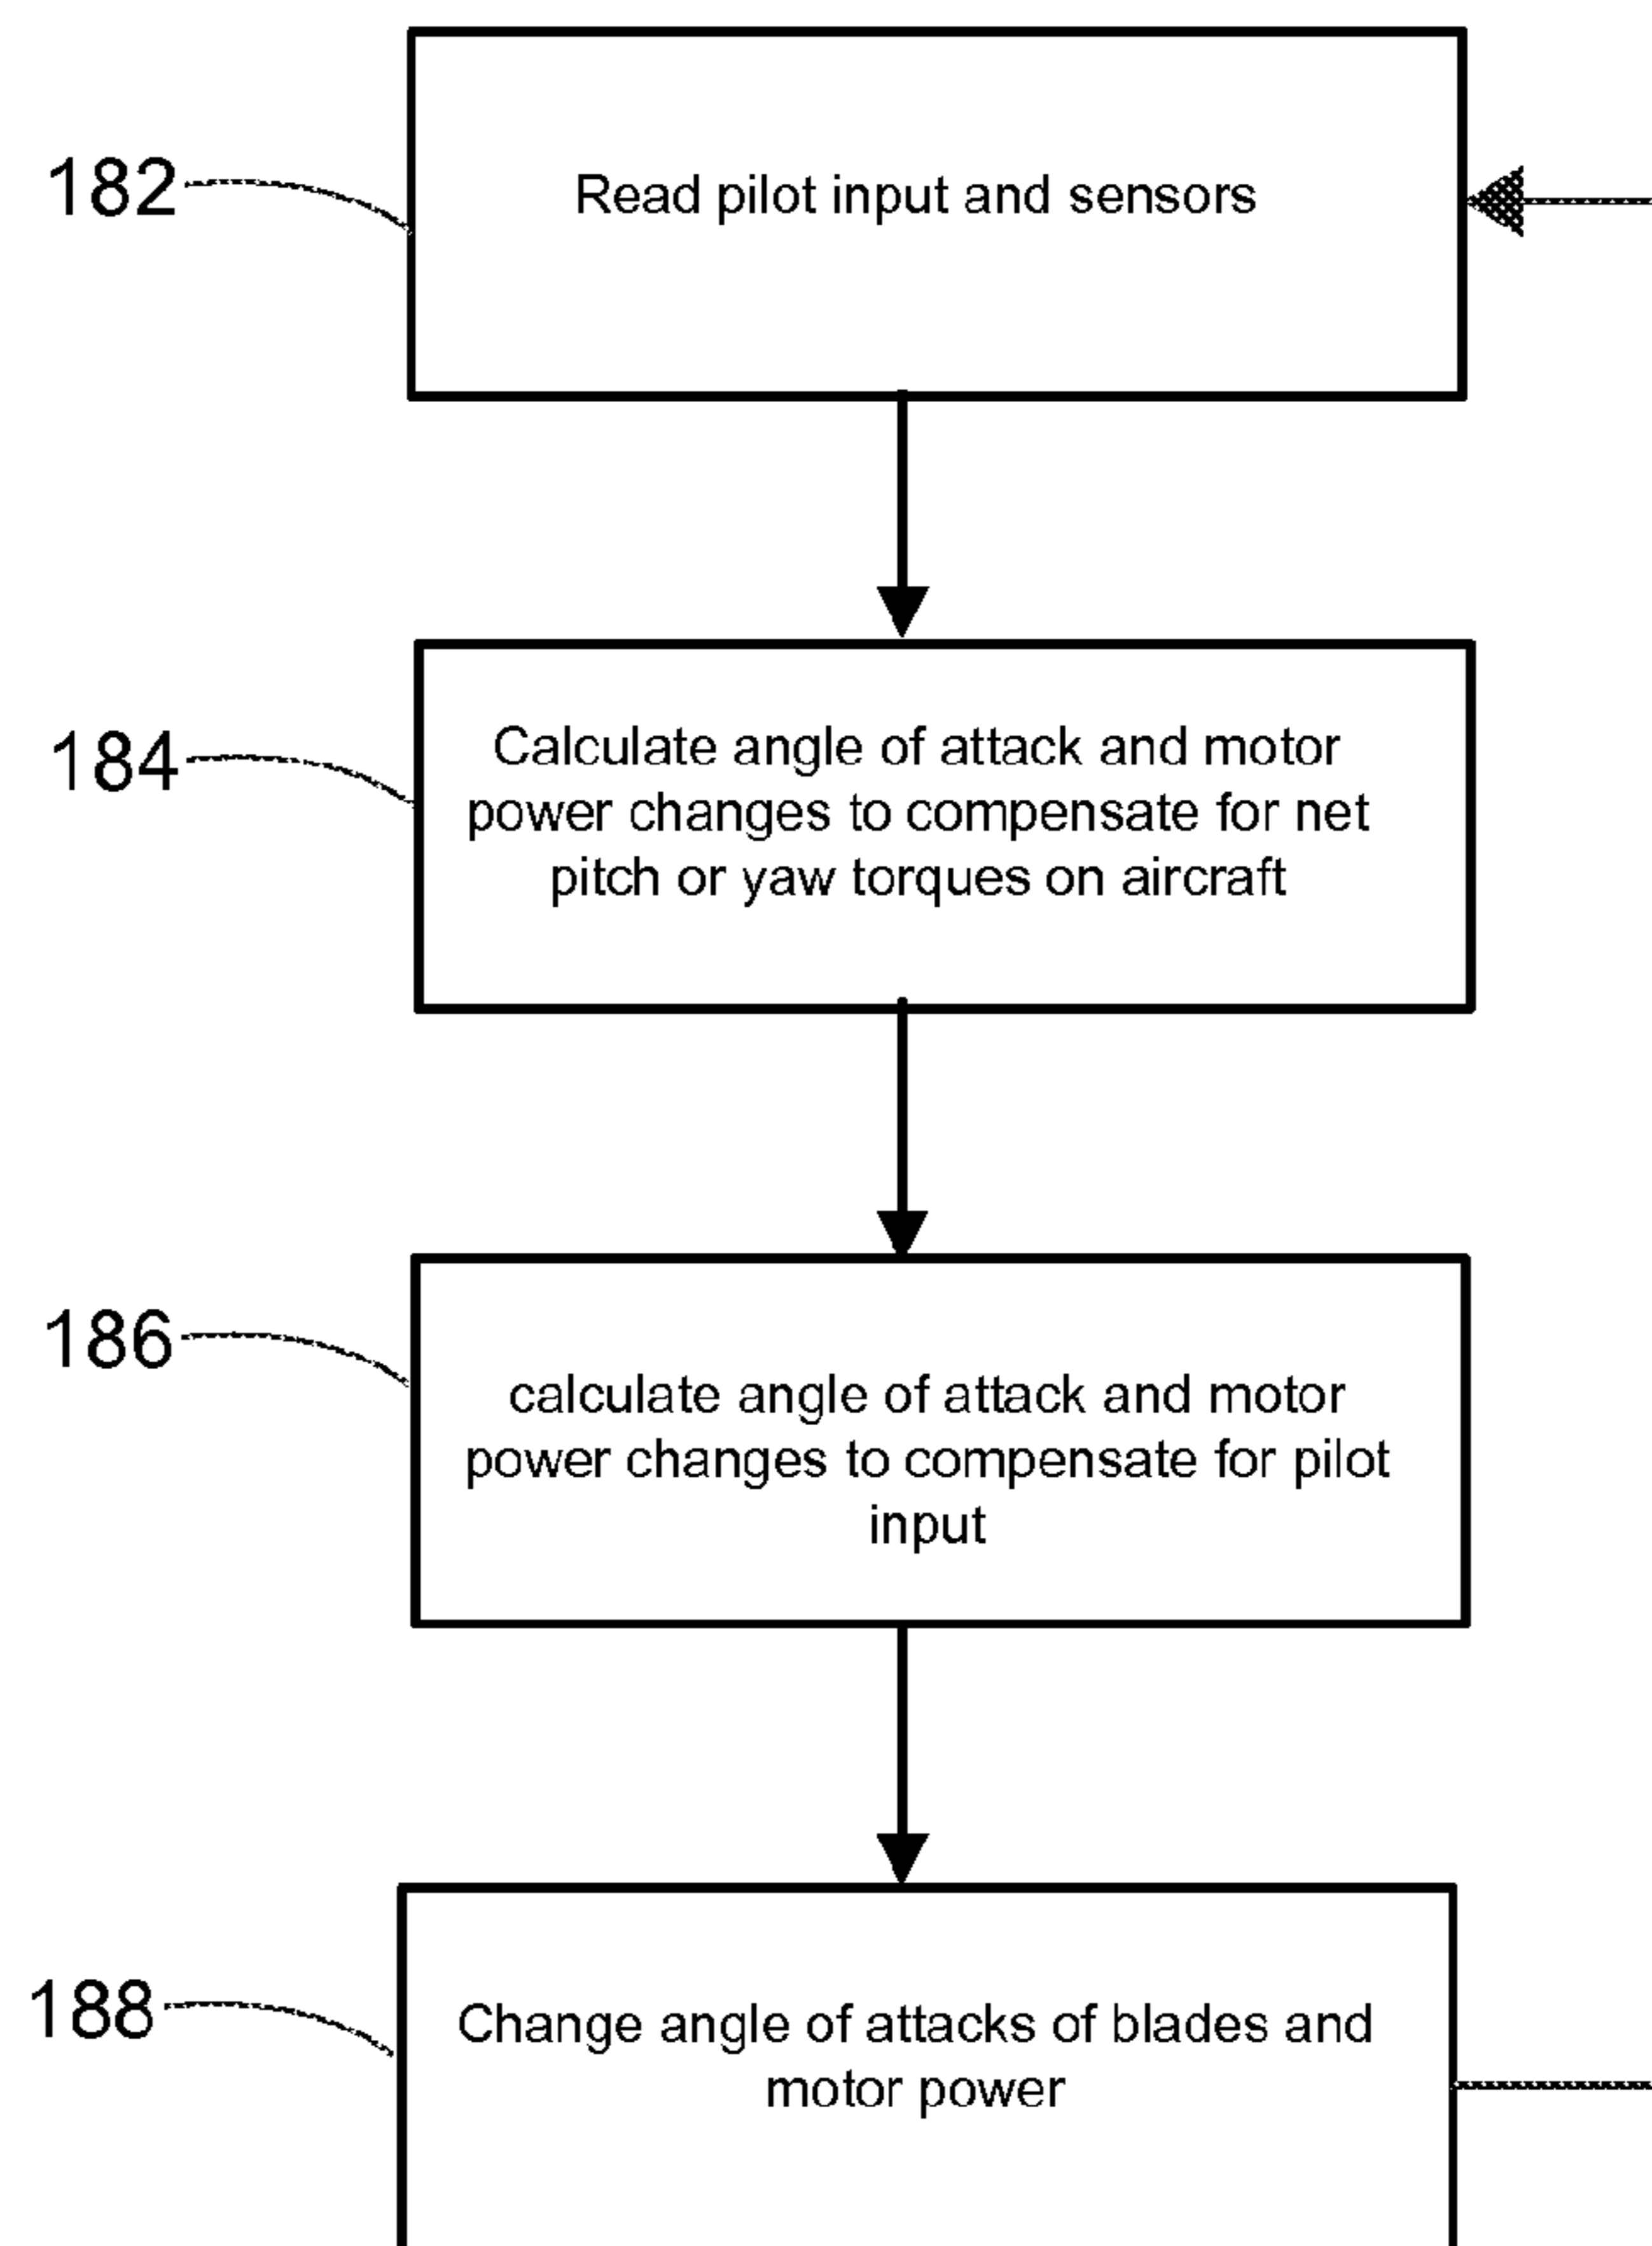 182
Read pilot input and sensors
184
Calculate angle of attack and motor
power changes to compensate for net
pitch or yaw torques on aircraft
186
calculate angle of attack and motor
power changes to compensate for pilot
input
188
Change angle of attacks of blades and
motor power